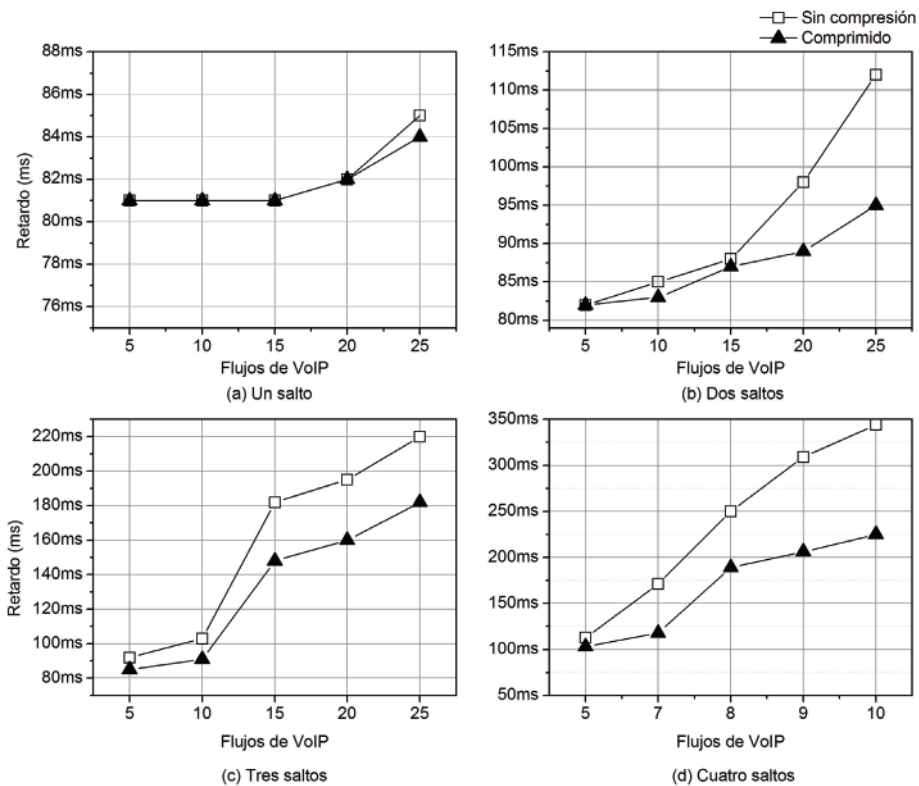 Sin compresión
Comprimido
88ms
86ms
84ms
82ms
80ms
78ms
76ms
Retardo (ms)
5 10 15 20 25
Flujos de VoIP
(a) Un salto
115ms
110ms
105ms
100ms
95ms
90ms
85ms
80ms
5 10 15 20 25
Flujos de VoIP
(b) Dos saltos
220ms
200ms
180ms
160ms
140ms
120ms
100ms
80ms
Retardo (ms)
5 10 15 20 25
Flujos de VoIP
(c) Tres saltos
350ms
300ms
250ms
200ms
150ms
100ms
50ms
5 7 8 9 10
Flujos de VoIP
(d) Cuatro saltos